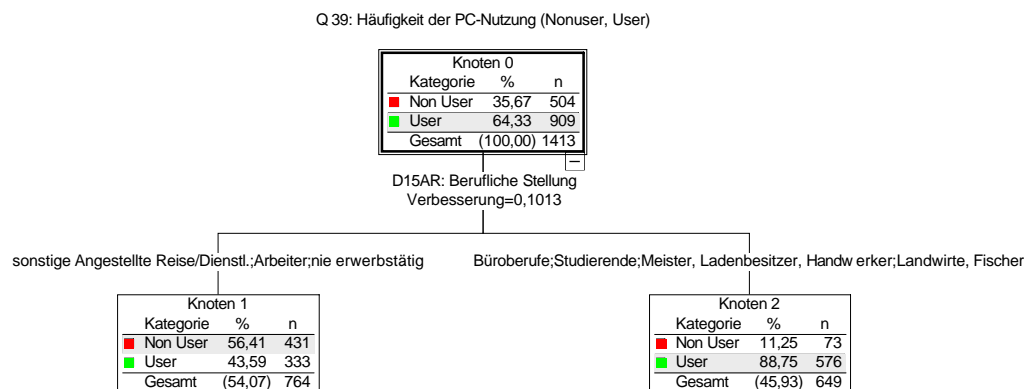 Q 39: Häufigkeit der PC-Nutzung (Nonuser, User)
Knoten 0
Kategorie % n
Non User 35,67 504
User 64,33 909
Gesamt (100,00) 1413
D15AR: Berufliche Stellung
Verbesserung=0,1013
sonstige Angestellte Reise/Dienstl.;Arbeiter;nie erwerbstätig
Büroberufe;Studierende;Meister, Ladenbesitzer, Handw erker;Landwirte, Fischer
Knoten 1
Kategorie % n
Non User 56,41 431
User 43,59 333
Gesamt (54,07) 764
Knoten 2
Kategorie % n
Non User 11,25 73
User 88,75 576
Gesamt (45,93) 649